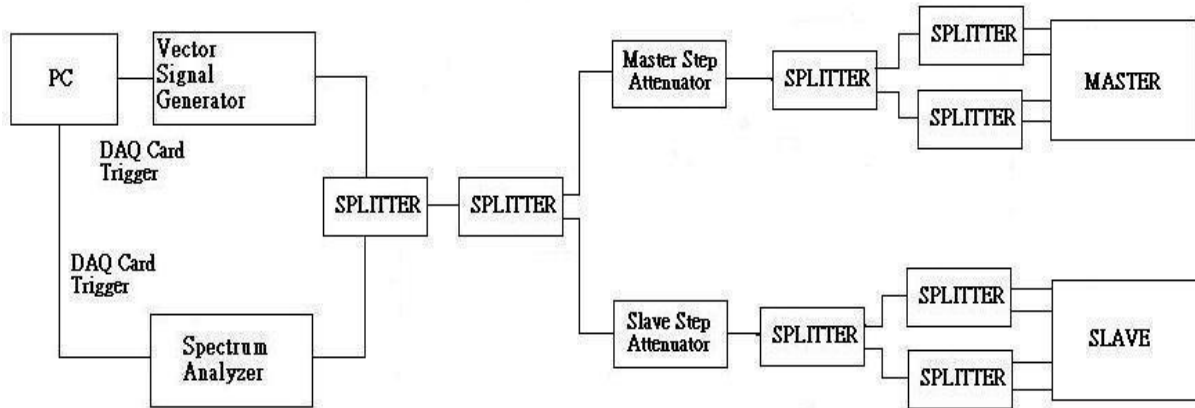 PC
Vector
Signal
Generator
DAQ Card
Trigger
DAQ Card
Trigger
Spectrum
Analyzer
SPLITTER
SPLITTER
Master Step
Attenuator
SPLITTER
SPLITTER
SPLITTER
MASTER
Slave Step
Attenuator
SPLITTER
SPLITTER
SPLITTER
SLAVE